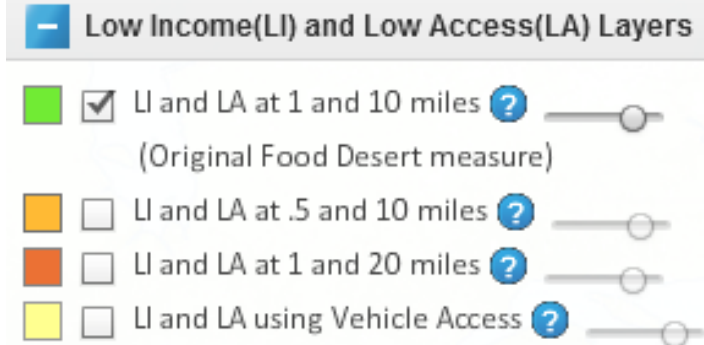 Low Income(LI) and Low Access(LA) Layers
LI and LA at 1 and 10 miles ?
(Original Food Desert measure)
LI and LA at .5 and 10 miles ?
LI and LA at 1 and 20 miles ?
LI and LA using Vehicle Access ?